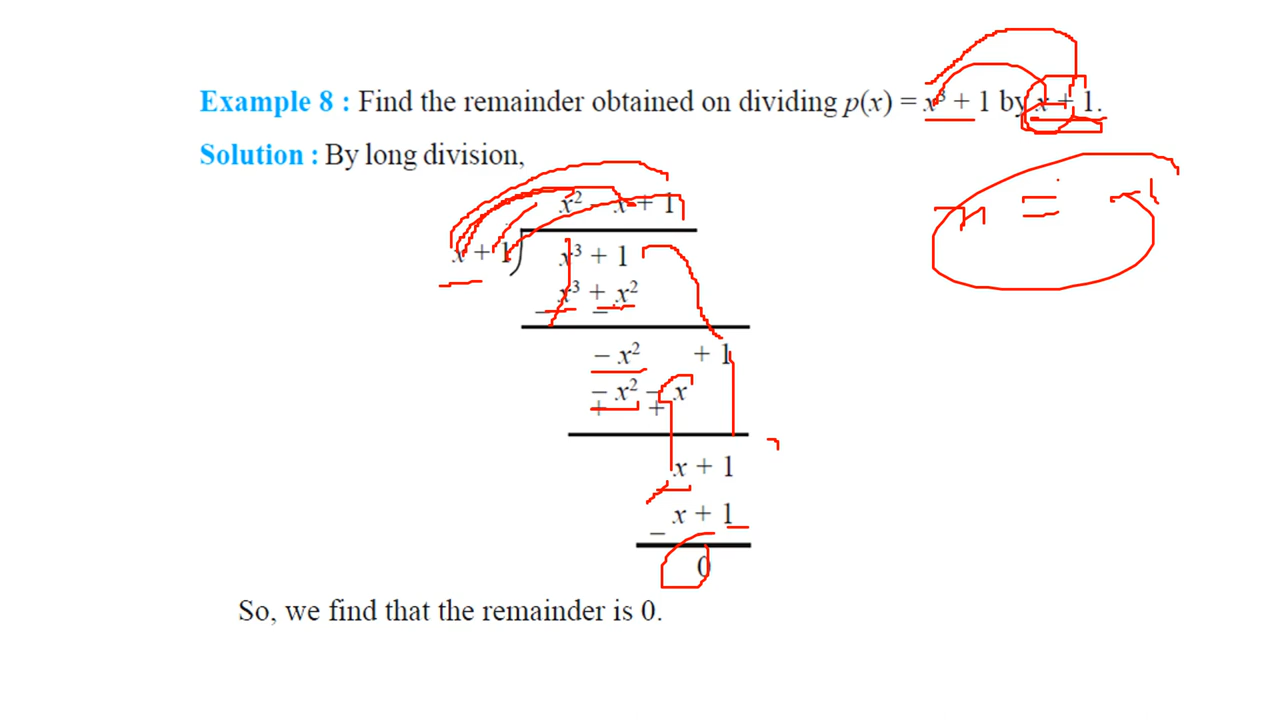 Example 8 : Find the remainder obtained on dividing p(x) = x³ + 1 by x + 1.
Solution : By long division,
x² – x + 1
x + 1) x³ + 1
x³ + x²
– –
– x² + 1
– x² – x
+ +
x + 1
x + 1
–
0
So, we find that the remainder is 0.
x = -1